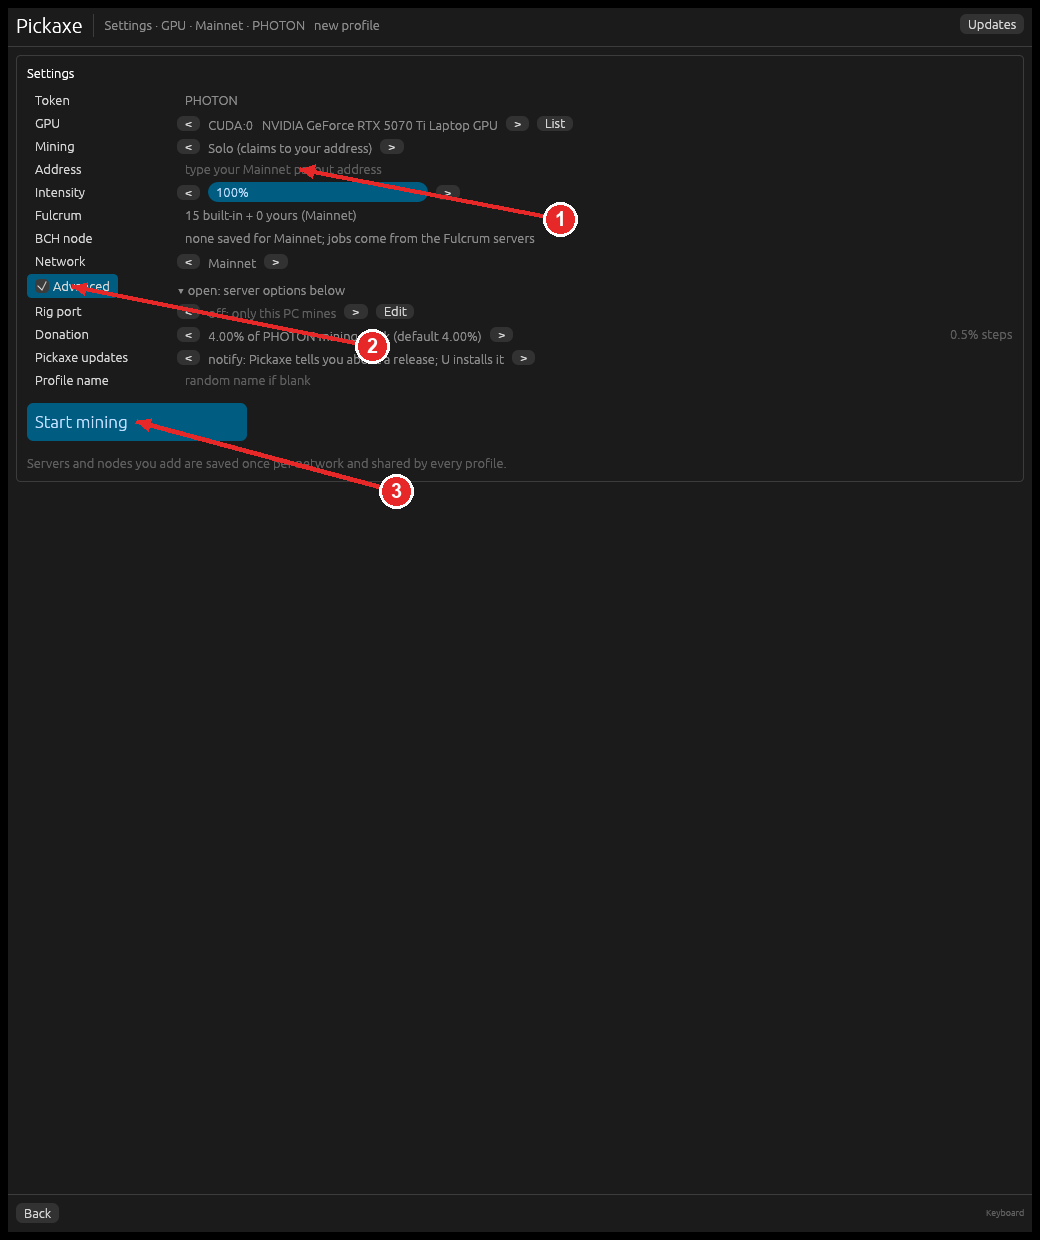 Pickaxe Settings · GPU · Mainnet · PHOTON new profile Updates
Settings
Token PHOTON
GPU < CUDA:0 NVIDIA GeForce RTX 5070 Ti Laptop GPU > List
Mining < Solo (claims to your address) >
Address type your Mainnet payout address
Intensity < 100% >
1
Fulcrum 15 built-in + 0 yours (Mainnet)
BCH node none saved for Mainnet; jobs come from the Fulcrum servers
Network < Mainnet >
Advanced ▾ open: server options below
Rig port < off: only this PC mines > Edit
Donation < 4.00% of PHOTON mining (default 4.00%) > 0.5% steps
2
Pickaxe updates < notify: Pickaxe tells you about a release; U installs it >
Profile name random name if blank
Start mining
Servers and nodes you add are saved once per network and shared by every profile.
3
Back Keyboard